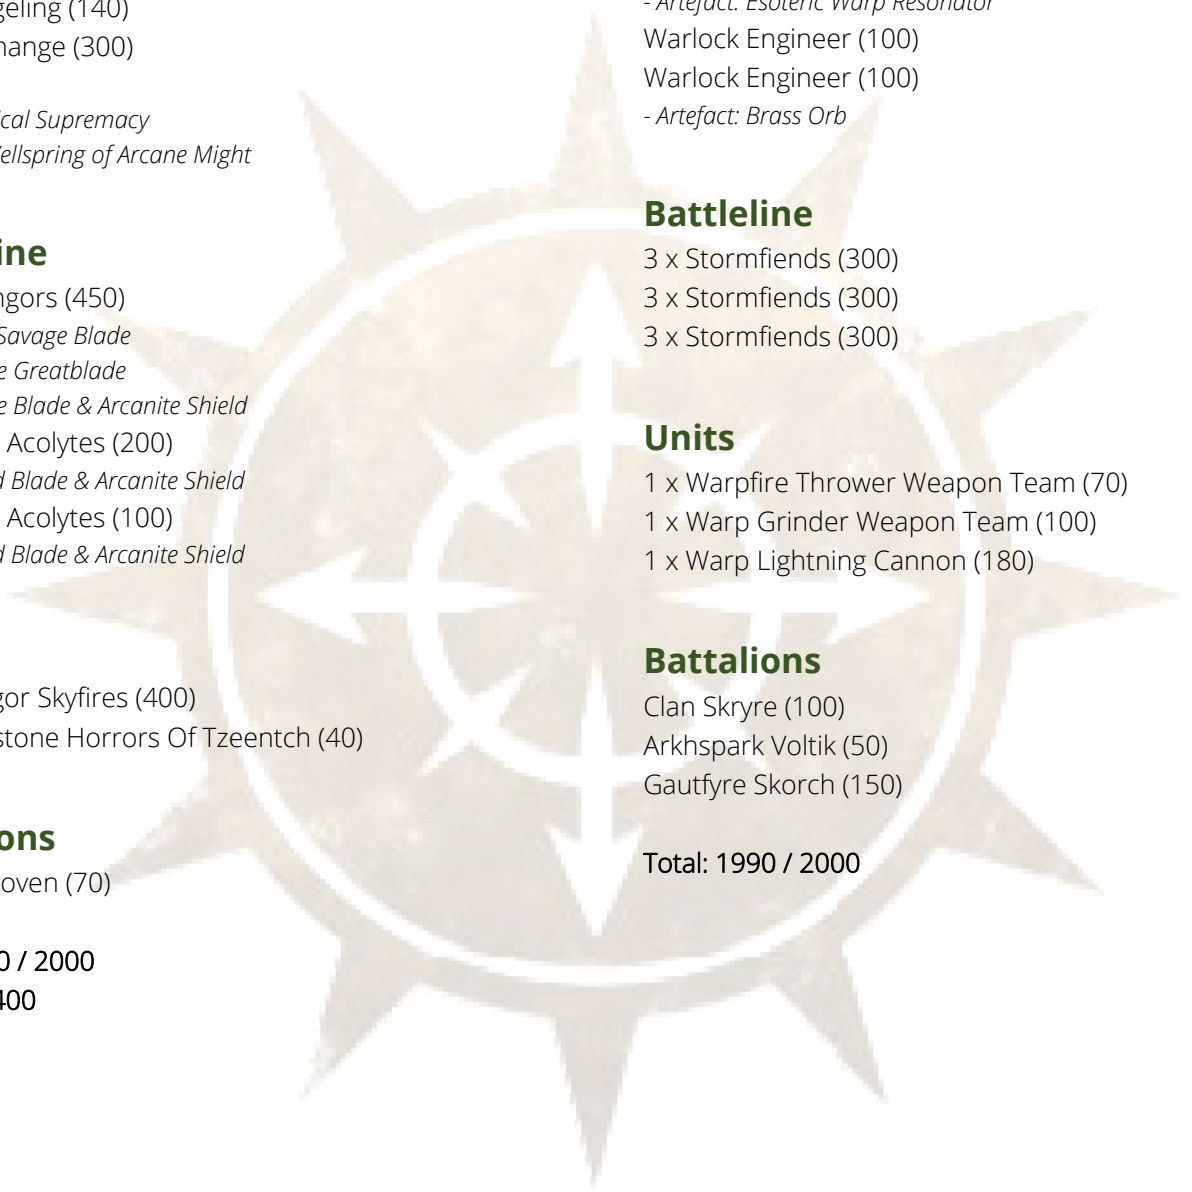 geling (140)
hange (300)
ical Supremacy
ellspring of Arcane Might
ine
ngors (450)
Savage Blade
e Greatblade
e Blade & Arcanite Shield
Acolytes (200)
d Blade & Arcanite Shield
Acolytes (100)
d Blade & Arcanite Shield
gor Skyfires (400)
stone Horrors Of Tzeentch (40)
ons
oven (70)
0 / 2000
400
- Artefact: Esoteric Warp Resonator
Warlock Engineer (100)
Warlock Engineer (100)
- Artefact: Brass Orb
Battleline
3 x Stormfiends (300)
3 x Stormfiends (300)
3 x Stormfiends (300)
Units
1 x Warpfire Thrower Weapon Team (70)
1 x Warp Grinder Weapon Team (100)
1 x Warp Lightning Cannon (180)
Battalions
Clan Skryre (100)
Arkhspark Voltik (50)
Gautfyre Skorch (150)
Total: 1990 / 2000